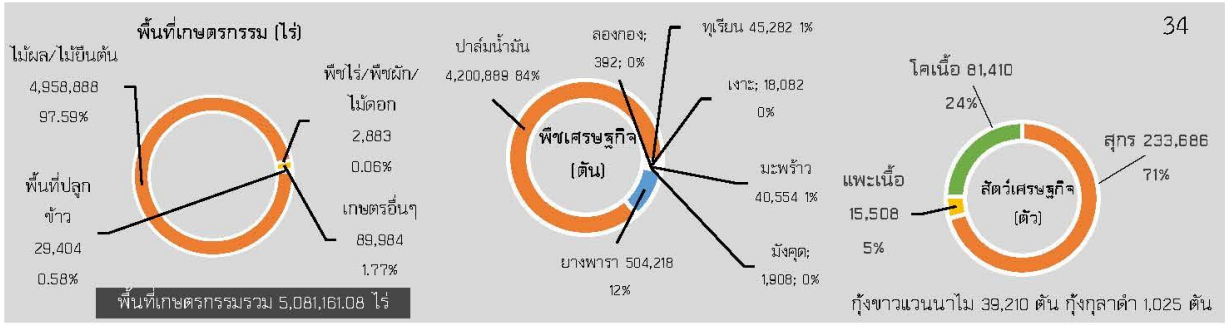 34
พื้นที่เกษตรกรรม (ไร่)
ไม้ผล/ไม้ยืนต้น
4,958,888
97.59%
พืชไร่/พืชผัก/
ไม้ดอก
2,883
0.06%
พื้นที่ปลูก
ข้าว
29,404
0.58%
เกษตรอื่นๆ
89,984
1.77%
พื้นที่เกษตรกรรมรวม 5,081,161.08 ไร่
ปาล์มน้ำมัน
4,200,889 84%
ลองกอง;
392; 0%
ทุเรียน 45,282 1%
เงาะ; 18,082
0%
พืชเศรษฐกิจ
(ตัน)
มะพร้าว
40,554 1%
มังคุด;
1,908; 0%
ยางพารา 504,218
12%
โคเนื้อ 81,410
24%
สุกร 233,686
71%
แพะเนื้อ
15,508
5%
สัตว์เศรษฐกิจ
(ตัว)
กุ้งขาวแวนนาไม 39,210 ตัน กุ้งกุลาดำ 1,025 ตัน